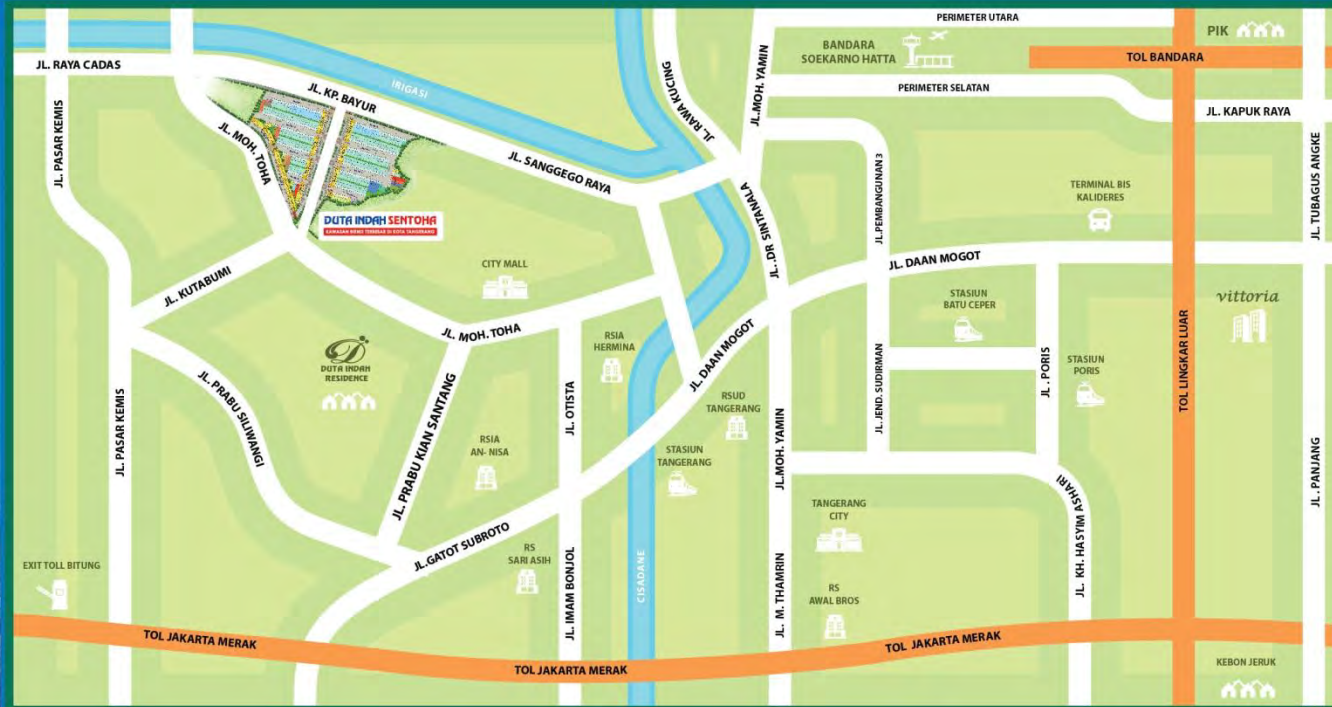 PERIMETER UTARA
PIK
BANDARA
SOEKARNO HATTA
TOL BANDARA
JL. RAYA CADAS
IRIGASI
JL. KP. BAYUR
JL. RAWA KUCING
JL.MOH. YAMIN
PERIMETER SELATAN
JL. KAPUK RAYA
JL. PASAR KEMIS
JL. MOH. TOHA
JL. SANGGEGO RAYA
JL. DR SINTANALA
JL.PEMBANGUNAN 3
TERMINAL BIS
KALIDERES
JL. TUBAGUS ANGKE
DUTA INDAH SENTOHA
KAWASAN BISNIS TERBESAR DI KOTA TANGERANG
CITY MALL
JL. DAAN MOGOT
JL. KUTABUMI
STASIUN
BATU CEPER
vittoria
JL. MOH. TOHA
RSIA
HERMINA
JL. DAAN MOGOT
JL. JEND. SUDIRMAN
JL . PORIS
STASIUN
PORIS
TOL LINGKAR LUAR
D
DUTA INDAH
RESIDENCE
JL. PRABU SILIWANGI
JL. PRABU KIAN SANTANG
JL. OTISTA
RSUD
TANGERANG
JL. PASAR KEMIS
RSIA
AN- NISA
STASIUN
TANGERANG
JL.MOH. YAMIN
JL. PANJANG
TANGERANG
CITY
JL. KH. HASYIM ASHARI
JL.GATOT SUBROTO
RS
SARI ASIH
EXIT TOLL BITUNG
JL. IMAM BONJOL
CISADANE
JL. M. THAMRIN
RS
AWAL BROS
TOL JAKARTA MERAK
TOL JAKARTA MERAK
TOL JAKARTA MERAK
KEBON JERUK